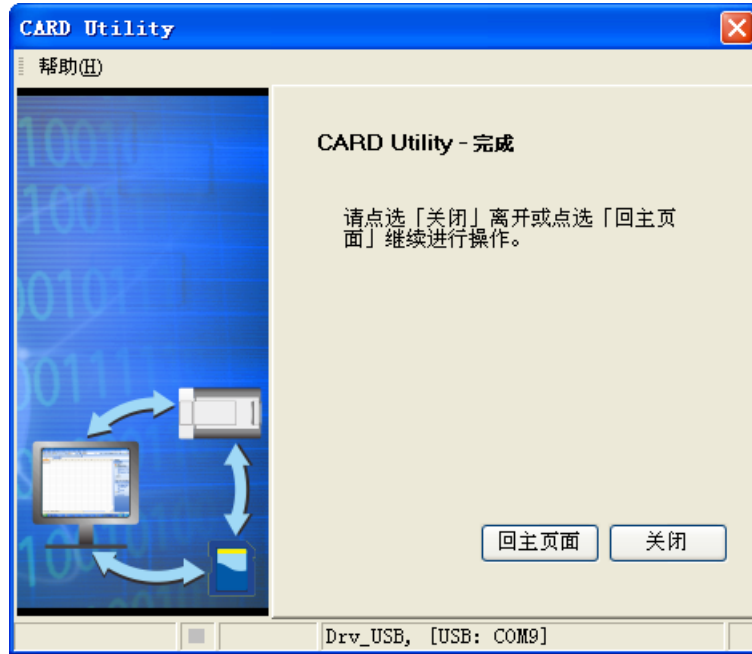 CARD Utility
帮助(H)
CARD Utility - 完成
请点选「关闭」离开或点选「回主页
面」继续进行操作。
回主页面
关闭
Drv_USB, [USB: COM9]